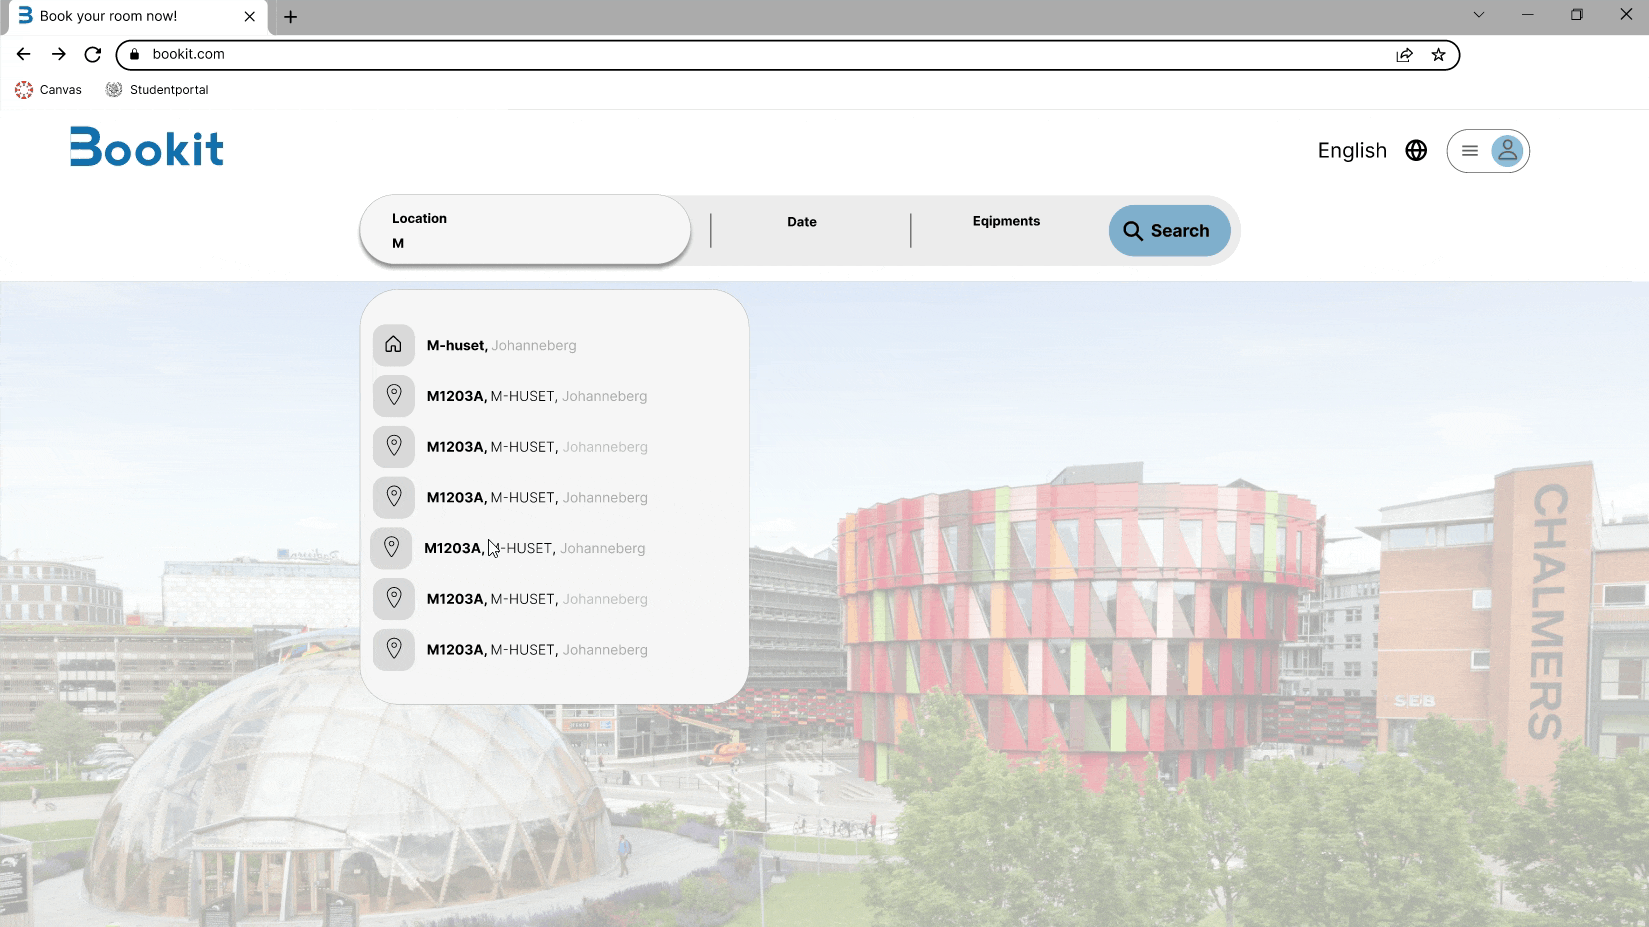 Book your room now!
bookit.com
Canvas
Studentportal
Bookit
English
Location
M
Date
Eqipments
Search
M-huset, Johanneberg
M1203A, M-HUSET, Johanneberg
M1203A, M-HUSET, Johanneberg
M1203A, M-HUSET, Johanneberg
M1203A, M-HUSET, Johanneberg
M1203A, M-HUSET, Johanneberg
M1203A, M-HUSET, Johanneberg
CHALMERS
SEB